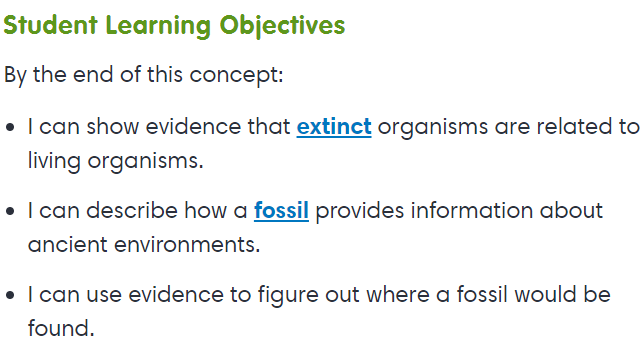 Student Learning Objectives
By the end of this concept:
• I can show evidence that extinct organisms are related to
living organisms.
• I can describe how a fossil provides information about
ancient environments.
• I can use evidence to figure out where a fossil would be
found.